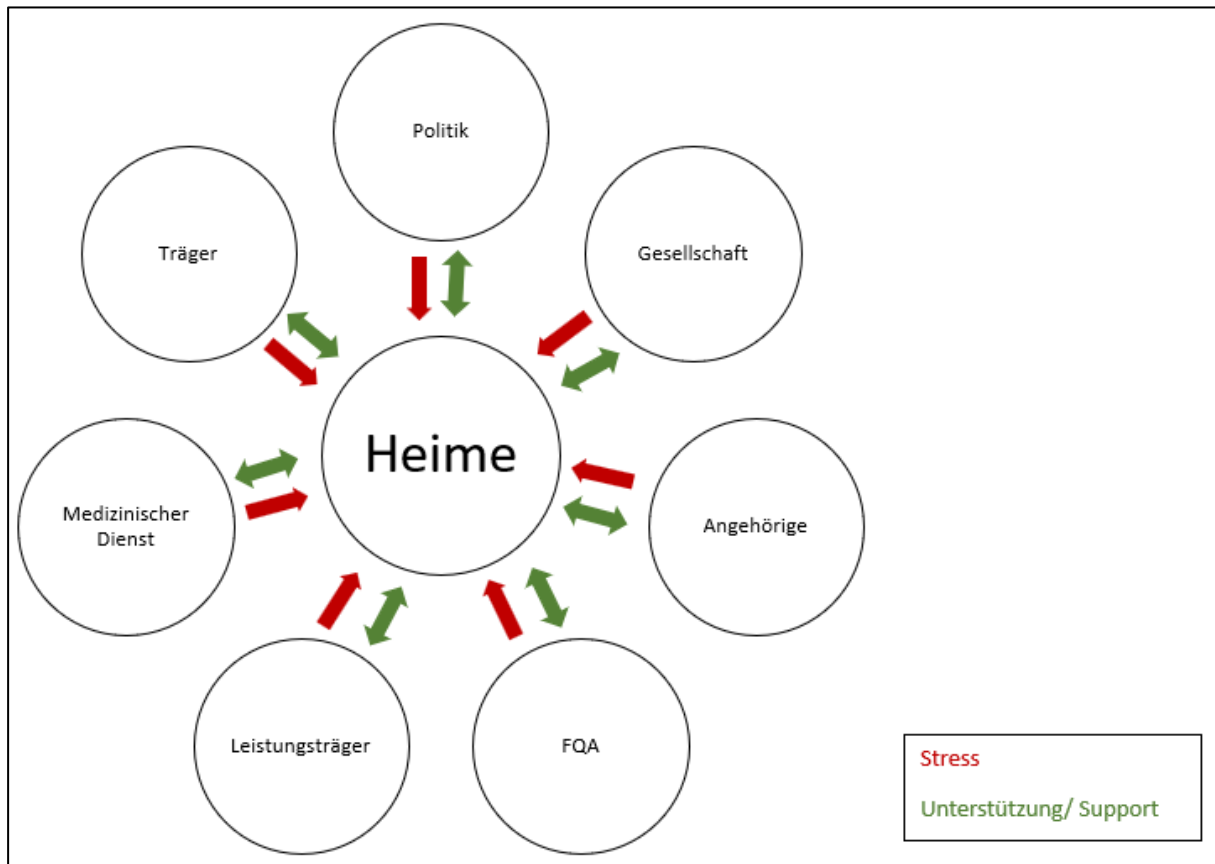 Politik
Träger
Gesellschaft
Heime
Medizinischer
Dienst
Angehörige
Leistungsträger
FQA
Stress
Unterstützung/ Support